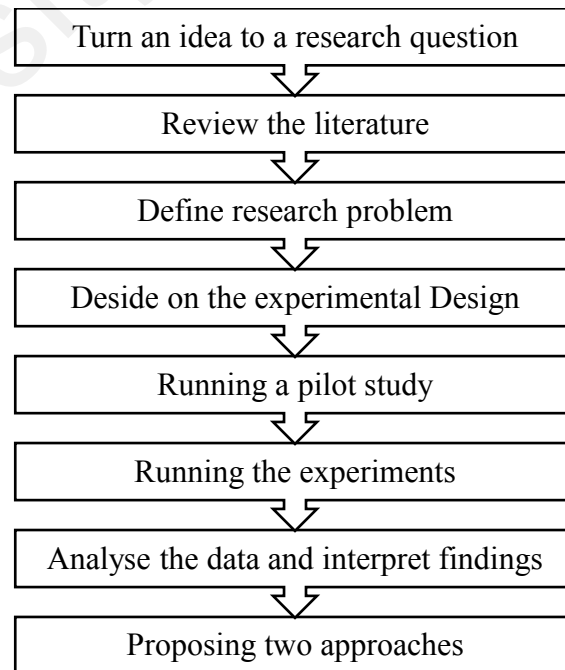 Turn an idea to a research question
Review the literature
Define research problem
Deside on the experimental Design
Running a pilot study
Running the experiments
Analyse the data and interpret findings
Proposing two approaches